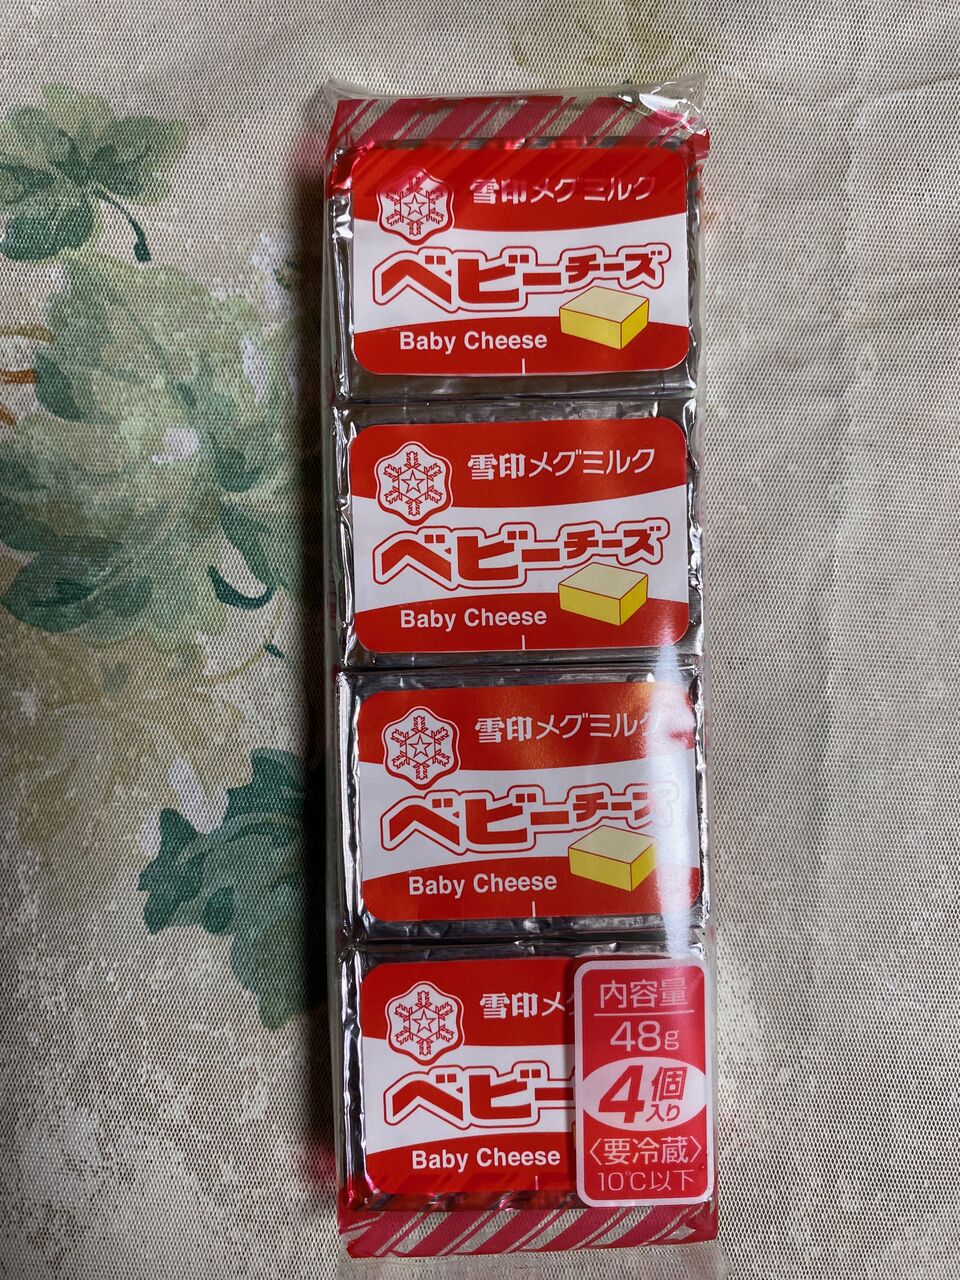 雪印メグミルク
ベビーチーズ
Baby Cheese
雪印メグミルク
ベビーチーズ
Baby Cheese
雪印メグミルク
ベビーチーズ
Baby Cheese
雪印メ
ベビー
Baby Cheese
内容量
48g
4個
入り
〈要冷蔵〉
10℃以下